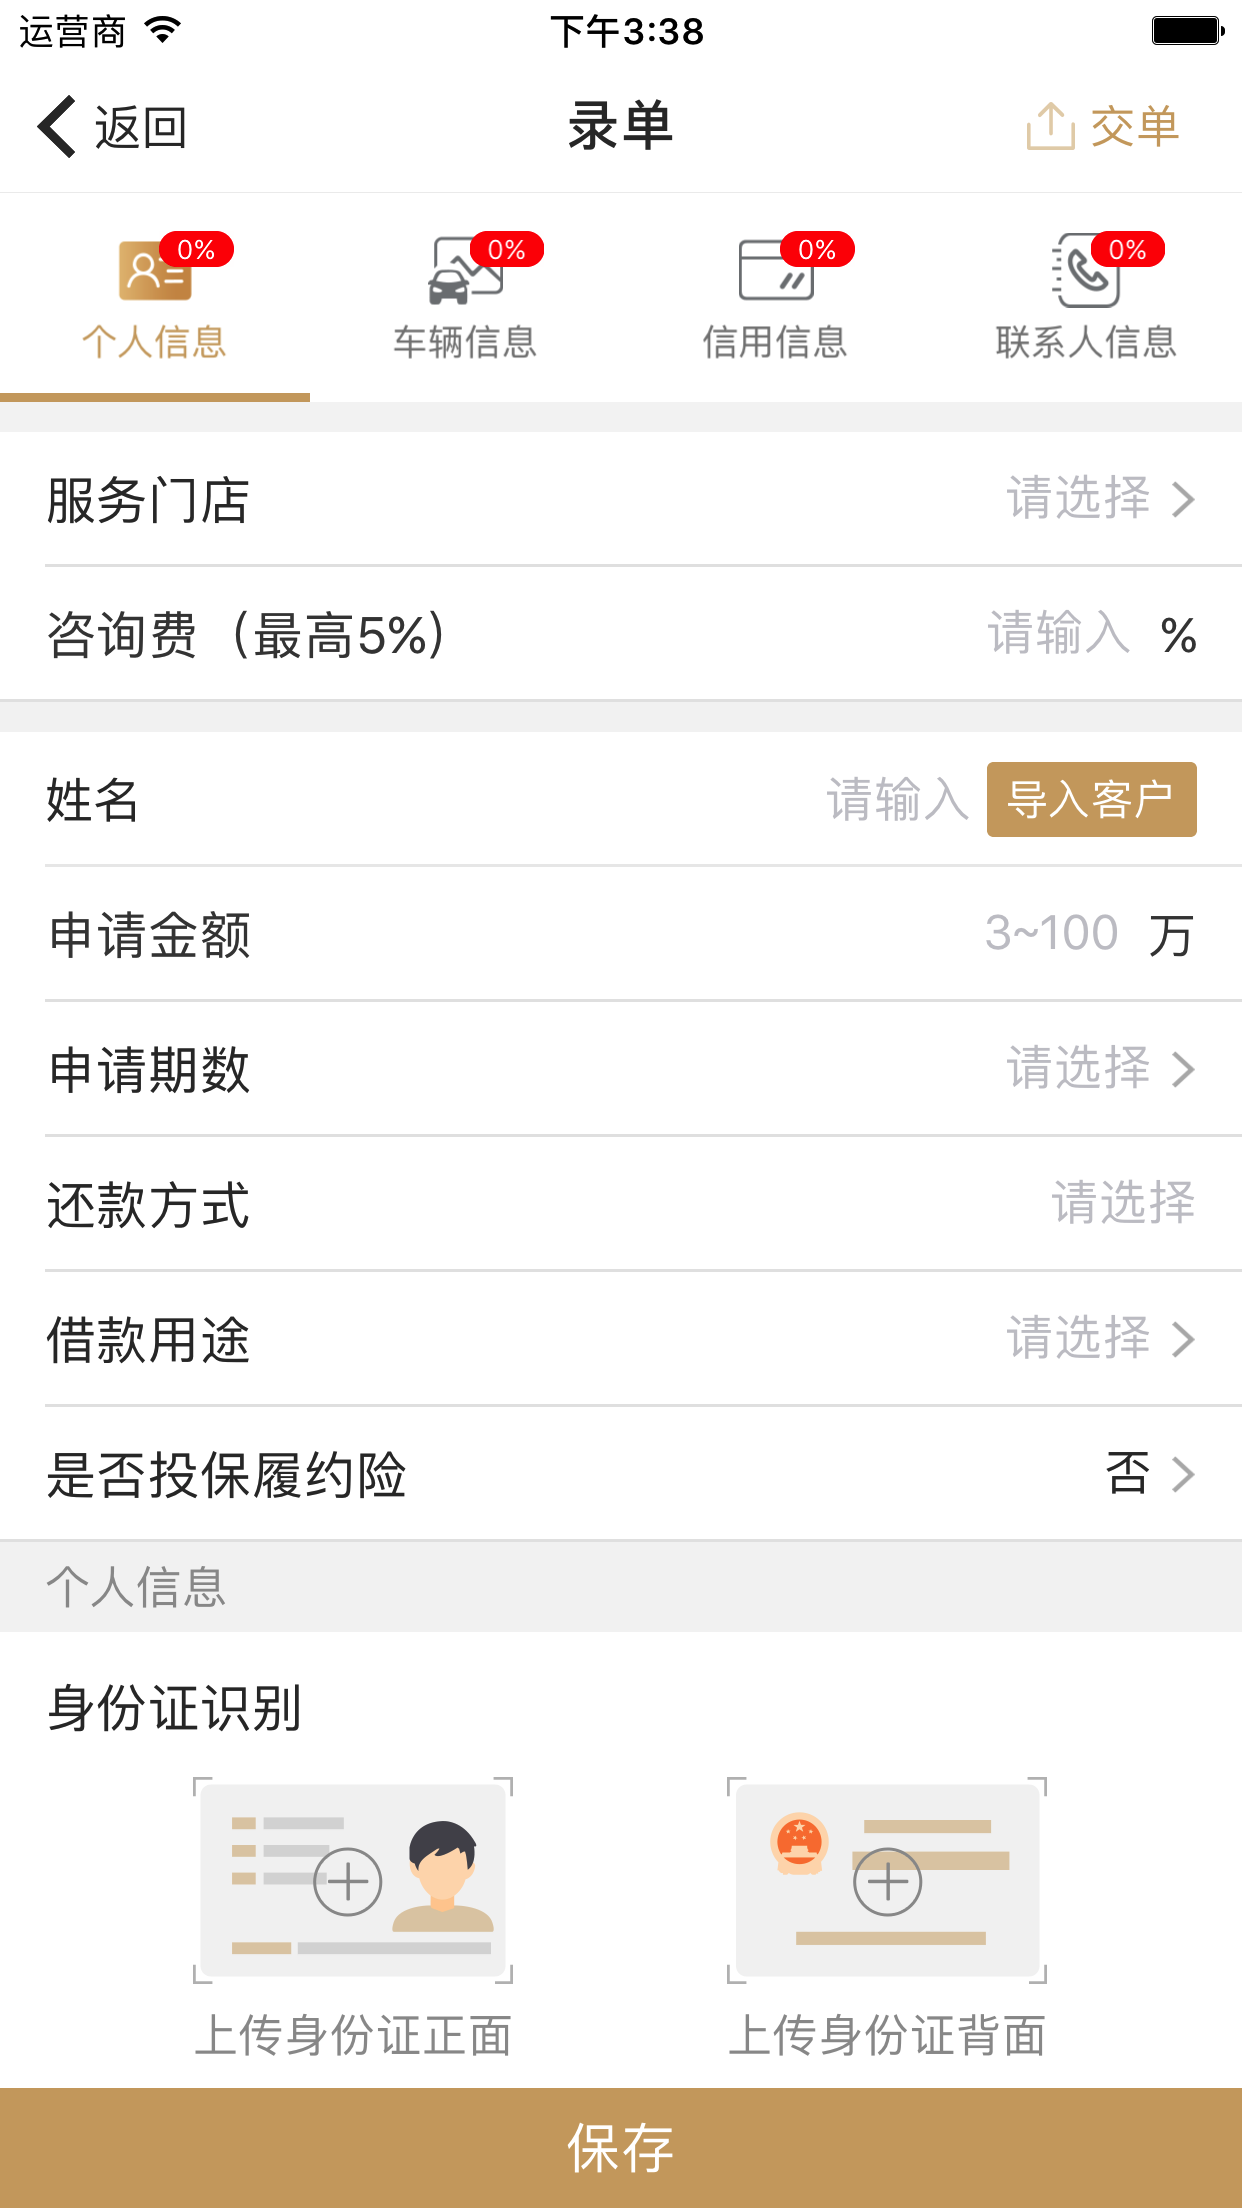 运营商 下午3:38
返回 录单 交单
0% 0% 0% 0%
个人信息 车辆信息 信用信息 联系人信息
服务门店 请选择
咨询费（最高5%） 请输入 %
姓名 请输入 导入客户
申请金额 3~100 万
申请期数 请选择
还款方式 请选择
借款用途 请选择
是否投保履约险 否
个人信息
身份证识别
上传身份证正面 上传身份证背面
保存